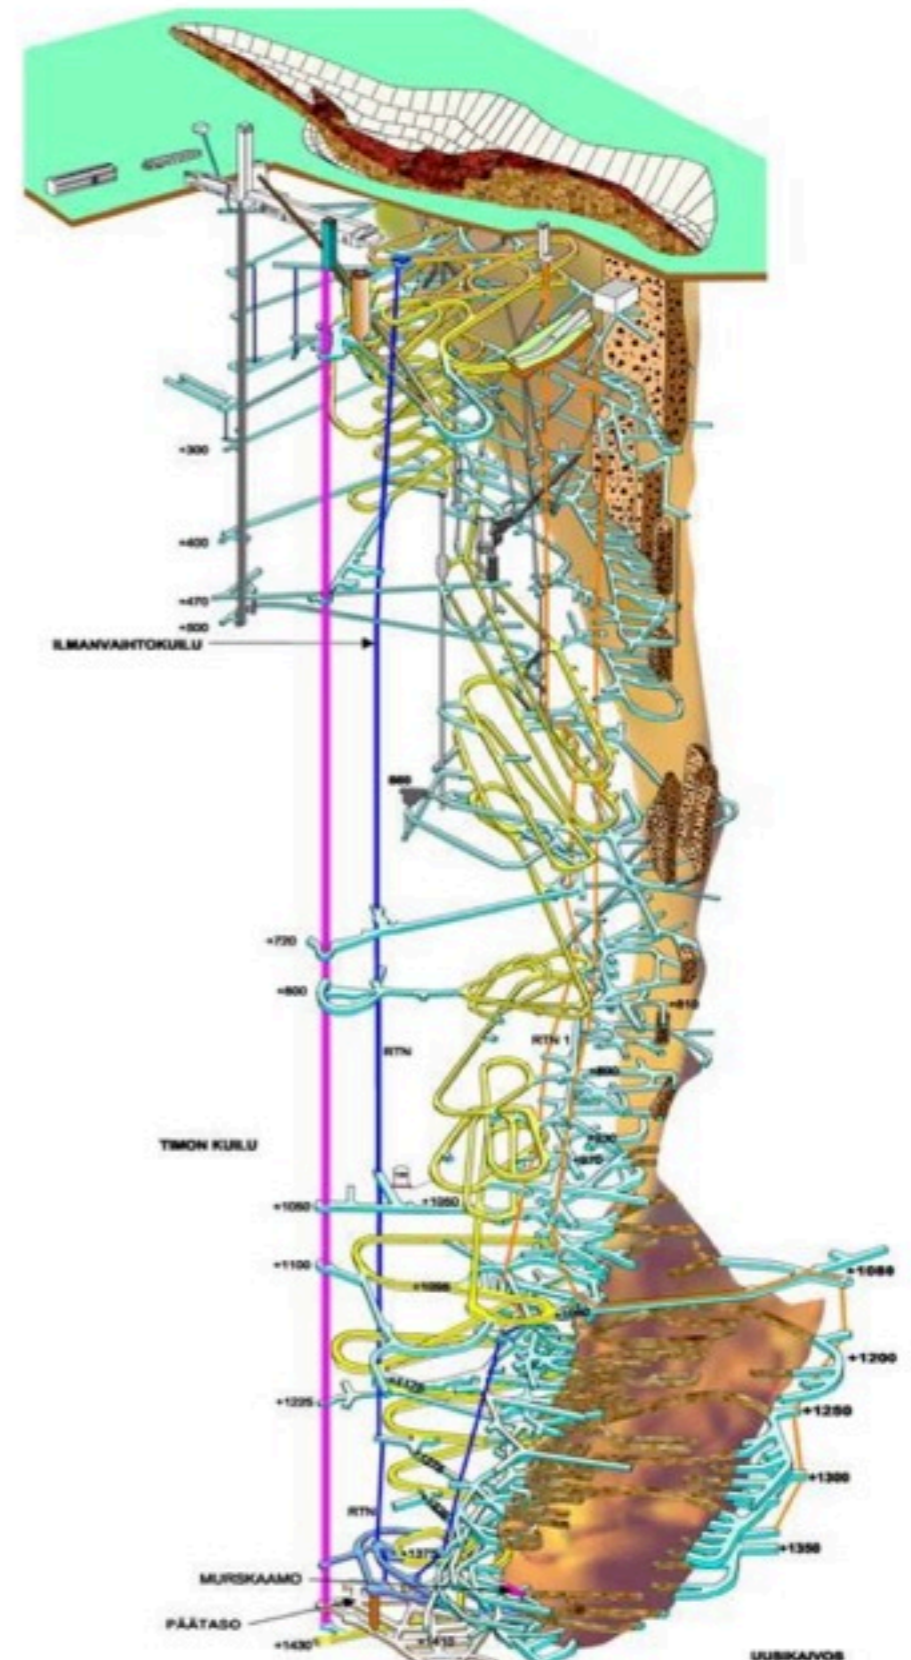 +300
+400
+470
+500
ILMANVAIHTOKUILU
+720
+800
+810
RTN
RTN 1
TIMON KUILU
+1050
+1050
+1100
+1080
+1200
+1225
+1250
+1300
RTN
+1375
+1350
MURSKAAMO
PÄÄTASO
+1430
+1410
UUSIKAIVOS